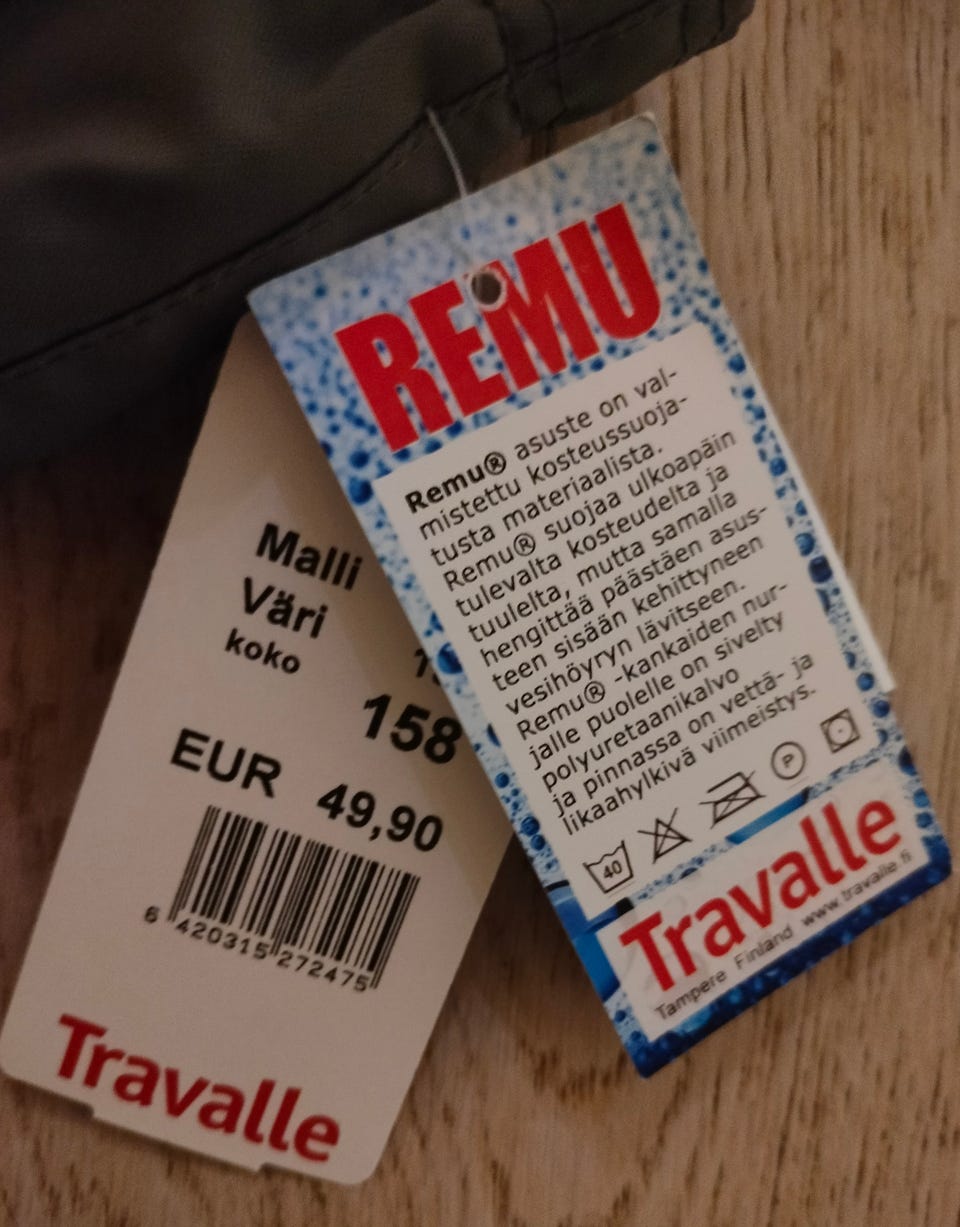 REMU
Remu® asuste on val-
mistettu kosteussuoja-
tusta materiaalista.
Remu® suojaa ulkoapäin
tulevalta kosteudelta ja
tuulelta, mutta samalla
hengittää päästäen asus-
teen sisään kehittyneen
vesihöyryn lävitseen.
Remu® -kankaiden nur-
jalle puolelle on sivelty
polyuretaanikalvo
ja pinnassa on vettä- ja
likaahylkivä viimeistys.
40 P
Travalle
Tampere Finland www.travalle.fi
Malli
Väri
koko
158
EUR 49,90
6 420315 272475
Travalle